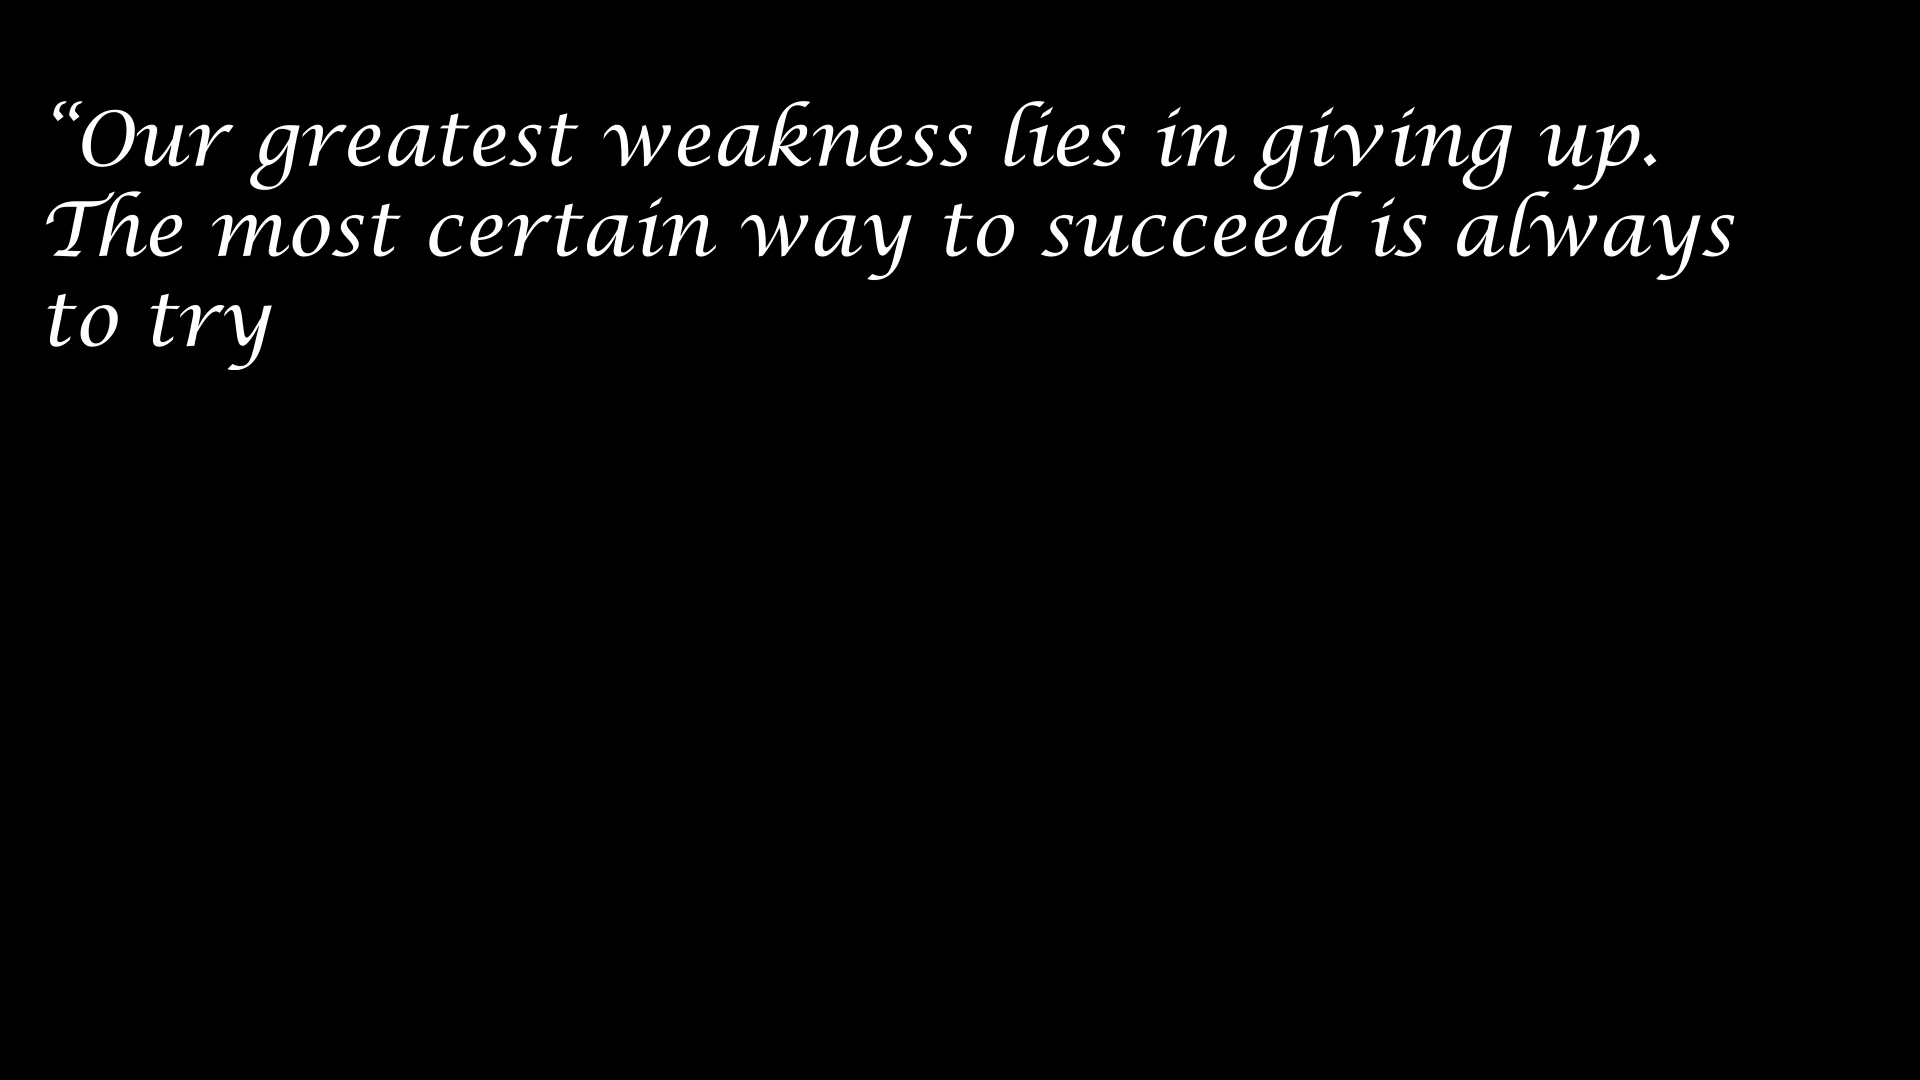 “Our greatest weakness lies in giving up.
The most certain way to succeed is always
to try